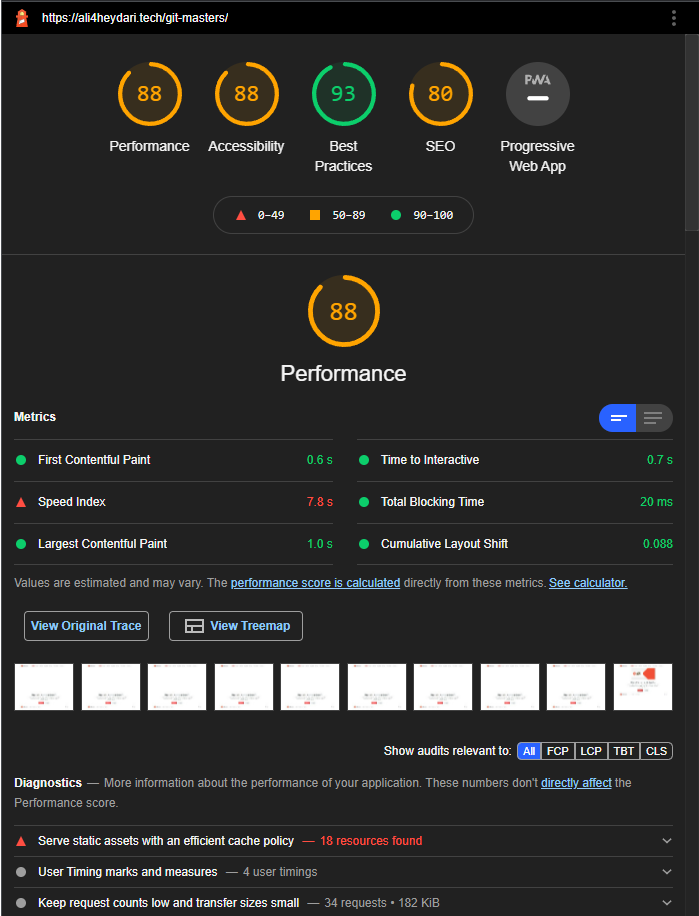 https://ali4heydari.tech/git-masters/
88
88
93
80
PWA
Performance
Accessibility
Best
Practices
SEO
Progressive
Web App
0–49
50–89
90–100
88
Performance
Metrics
First Contentful Paint
0.6 s
Time to Interactive
0.7 s
Speed Index
7.8 s
Total Blocking Time
20 ms
Largest Contentful Paint
1.0 s
Cumulative Layout Shift
0.088
Values are estimated and may vary. The performance score is calculated directly from these metrics. See calculator.
View Original Trace
View Treemap
Show audits relevant to: All FCP LCP TBT CLS
Diagnostics — More information about the performance of your application. These numbers don't directly affect the
Performance score.
Serve static assets with an efficient cache policy — 18 resources found
User Timing marks and measures — 4 user timings
Keep request counts low and transfer sizes small — 34 requests • 182 KiB